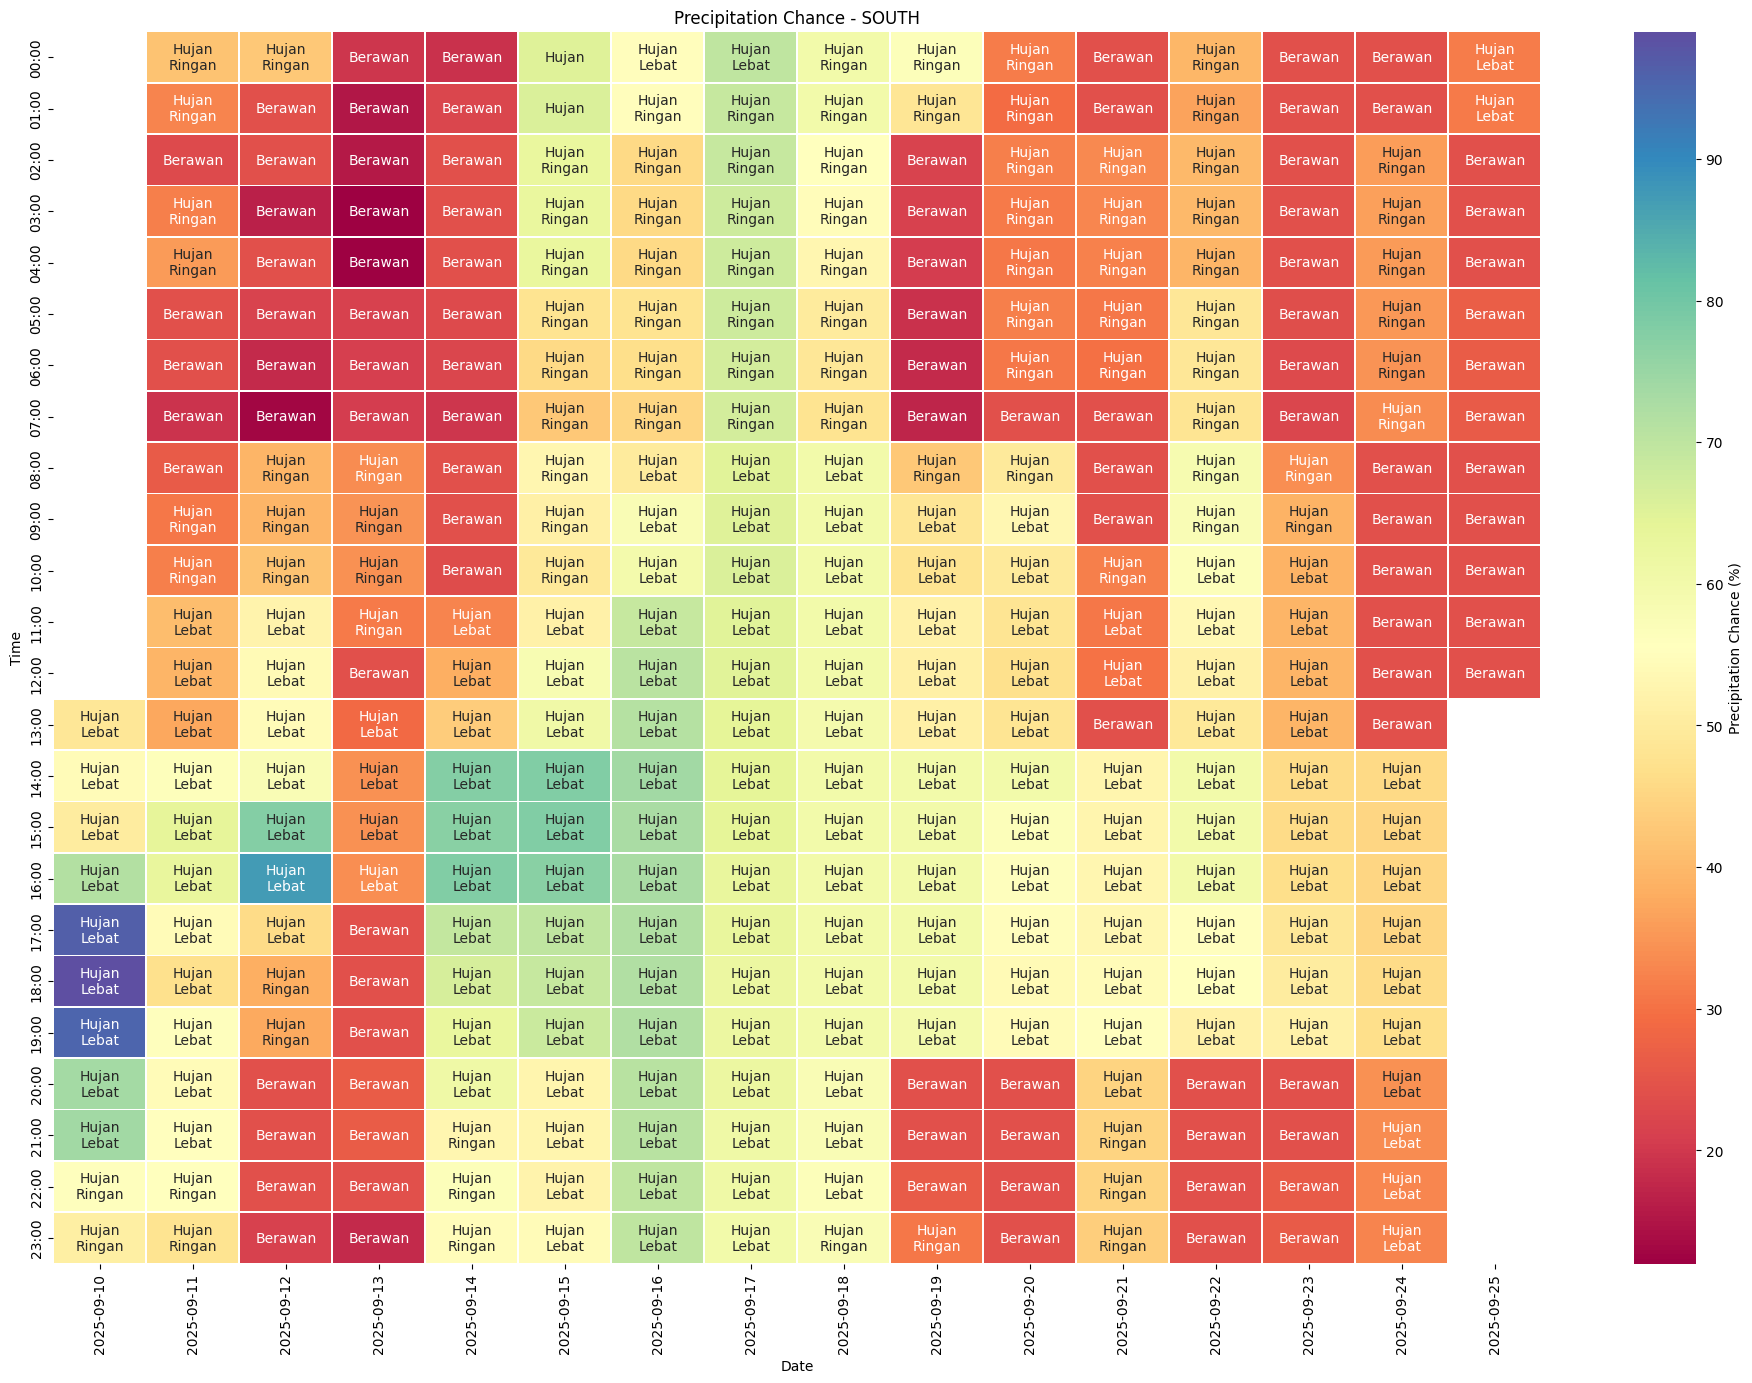 Precipitation Chance - SOUTH
Time
00:00 Hujan Ringan Hujan Ringan Berawan Berawan Hujan Hujan Lebat Hujan Lebat Hujan Ringan Hujan Ringan Hujan Ringan Berawan Hujan Ringan Berawan Berawan Hujan Lebat
01:00 Hujan Ringan Berawan Berawan Berawan Hujan Hujan Ringan Hujan Ringan Hujan Ringan Hujan Ringan Hujan Ringan Berawan Hujan Ringan Berawan Berawan Hujan Lebat
02:00 Berawan Berawan Berawan Berawan Hujan Ringan Hujan Ringan Hujan Ringan Hujan Ringan Berawan Hujan Ringan Hujan Ringan Hujan Ringan Berawan Hujan Ringan Berawan
03:00 Hujan Ringan Berawan Berawan Berawan Hujan Ringan Hujan Ringan Hujan Ringan Hujan Ringan Berawan Hujan Ringan Hujan Ringan Hujan Ringan Berawan Hujan Ringan Berawan
04:00 Hujan Ringan Berawan Berawan Berawan Hujan Ringan Hujan Ringan Hujan Ringan Hujan Ringan Berawan Hujan Ringan Hujan Ringan Hujan Ringan Berawan Hujan Ringan Berawan
05:00 Berawan Berawan Berawan Berawan Hujan Ringan Hujan Ringan Hujan Ringan Hujan Ringan Berawan Hujan Ringan Hujan Ringan Hujan Ringan Berawan Hujan Ringan Berawan
06:00 Berawan Berawan Berawan Berawan Hujan Ringan Hujan Ringan Hujan Ringan Hujan Ringan Berawan Hujan Ringan Hujan Ringan Hujan Ringan Berawan Hujan Ringan Berawan
07:00 Berawan Berawan Berawan Berawan Hujan Ringan Hujan Ringan Hujan Ringan Hujan Ringan Berawan Berawan Berawan Hujan Ringan Berawan Hujan Ringan Berawan
08:00 Berawan Hujan Ringan Hujan Ringan Berawan Hujan Ringan Hujan Lebat Hujan Lebat Hujan Lebat Hujan Ringan Hujan Ringan Berawan Hujan Ringan Hujan Ringan Berawan Berawan
09:00 Hujan Ringan Hujan Ringan Hujan Ringan Berawan Hujan Ringan Hujan Lebat Hujan Lebat Hujan Lebat Hujan Lebat Hujan Lebat Berawan Hujan Ringan Hujan Ringan Berawan Berawan
10:00 Hujan Ringan Hujan Ringan Hujan Ringan Berawan Hujan Ringan Hujan Lebat Hujan Lebat Hujan Lebat Hujan Lebat Hujan Lebat Hujan Ringan Hujan Lebat Hujan Lebat Berawan Berawan
11:00 Hujan Lebat Hujan Lebat Hujan Ringan Hujan Lebat Hujan Lebat Hujan Lebat Hujan Lebat Hujan Lebat Hujan Lebat Hujan Lebat Hujan Lebat Hujan Lebat Hujan Lebat Berawan Berawan
12:00 Hujan Lebat Hujan Lebat Berawan Hujan Lebat Hujan Lebat Hujan Lebat Hujan Lebat Hujan Lebat Hujan Lebat Hujan Lebat Hujan Lebat Hujan Lebat Hujan Lebat Berawan Berawan
13:00 Hujan Lebat Hujan Lebat Hujan Lebat Hujan Lebat Hujan Lebat Hujan Lebat Hujan Lebat Hujan Lebat Hujan Lebat Hujan Lebat Hujan Lebat Berawan Hujan Lebat Hujan Lebat Berawan
14:00 Hujan Lebat Hujan Lebat Hujan Lebat Hujan Lebat Hujan Lebat Hujan Lebat Hujan Lebat Hujan Lebat Hujan Lebat Hujan Lebat Hujan Lebat Hujan Lebat Hujan Lebat Hujan Lebat Hujan Lebat
15:00 Hujan Lebat Hujan Lebat Hujan Lebat Hujan Lebat Hujan Lebat Hujan Lebat Hujan Lebat Hujan Lebat Hujan Lebat Hujan Lebat Hujan Lebat Hujan Lebat Hujan Lebat Hujan Lebat Hujan Lebat
16:00 Hujan Lebat Hujan Lebat Hujan Lebat Hujan Lebat Hujan Lebat Hujan Lebat Hujan Lebat Hujan Lebat Hujan Lebat Hujan Lebat Hujan Lebat Hujan Lebat Hujan Lebat Hujan Lebat Hujan Lebat
17:00 Hujan Lebat Hujan Lebat Hujan Lebat Berawan Hujan Lebat Hujan Lebat Hujan Lebat Hujan Lebat Hujan Lebat Hujan Lebat Hujan Lebat Hujan Lebat Hujan Lebat Hujan Lebat Hujan Lebat
18:00 Hujan Lebat Hujan Lebat Hujan Ringan Berawan Hujan Lebat Hujan Lebat Hujan Lebat Hujan Lebat Hujan Lebat Hujan Lebat Hujan Lebat Hujan Lebat Hujan Lebat Hujan Lebat Hujan Lebat
19:00 Hujan Lebat Hujan Lebat Hujan Ringan Berawan Hujan Lebat Hujan Lebat Hujan Lebat Hujan Lebat Hujan Lebat Hujan Lebat Hujan Lebat Hujan Lebat Hujan Lebat Hujan Lebat Hujan Lebat
20:00 Hujan Lebat Hujan Lebat Berawan Berawan Hujan Lebat Hujan Lebat Hujan Lebat Hujan Lebat Hujan Lebat Berawan Berawan Hujan Lebat Berawan Berawan Hujan Lebat
21:00 Hujan Lebat Hujan Lebat Berawan Berawan Hujan Ringan Hujan Lebat Hujan Lebat Hujan Lebat Hujan Lebat Berawan Berawan Hujan Ringan Berawan Berawan Hujan Lebat
22:00 Hujan Ringan Hujan Ringan Berawan Berawan Hujan Ringan Hujan Lebat Hujan Lebat Hujan Lebat Hujan Lebat Berawan Berawan Hujan Ringan Berawan Berawan Hujan Lebat
23:00 Hujan Ringan Hujan Ringan Berawan Berawan Hujan Ringan Hujan Lebat Hujan Lebat Hujan Lebat Hujan Ringan Hujan Ringan Berawan Hujan Ringan Berawan Berawan Hujan Lebat
2025-09-10 2025-09-11 2025-09-12 2025-09-13 2025-09-14 2025-09-15 2025-09-16 2025-09-17 2025-09-18 2025-09-19 2025-09-20 2025-09-21 2025-09-22 2025-09-23 2025-09-24 2025-09-25
Date
90
80
70
60
50
40
30
20
Precipitation Chance (%)